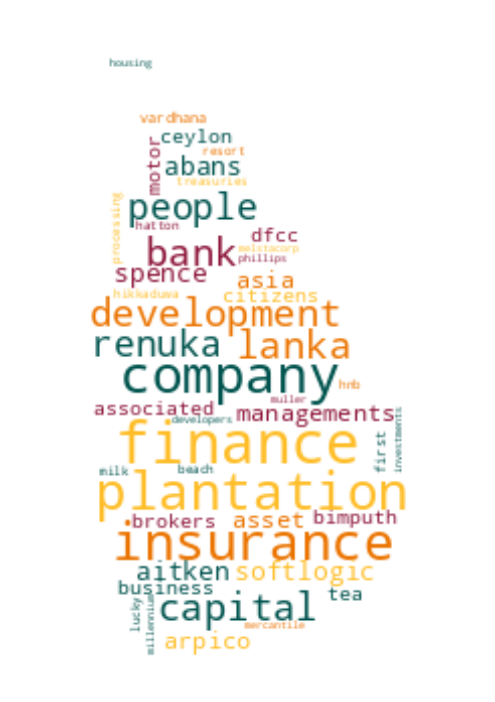 housing
vardhana
motor
ceylon
resort
abans
treasuries
processing
people
hatton
dfcc
bank
melstacorp
phillips
spence
asia
hikkaduwa
citizens
development
renuka
lanka
company
hnb
muller
associated
managements
developers
finance
first
investments
milk
beach
plantation
brokers
asset
bimputh
insurance
aitken
softlogic
business
tea
lucky
millennium
capital
mercantile
arpico